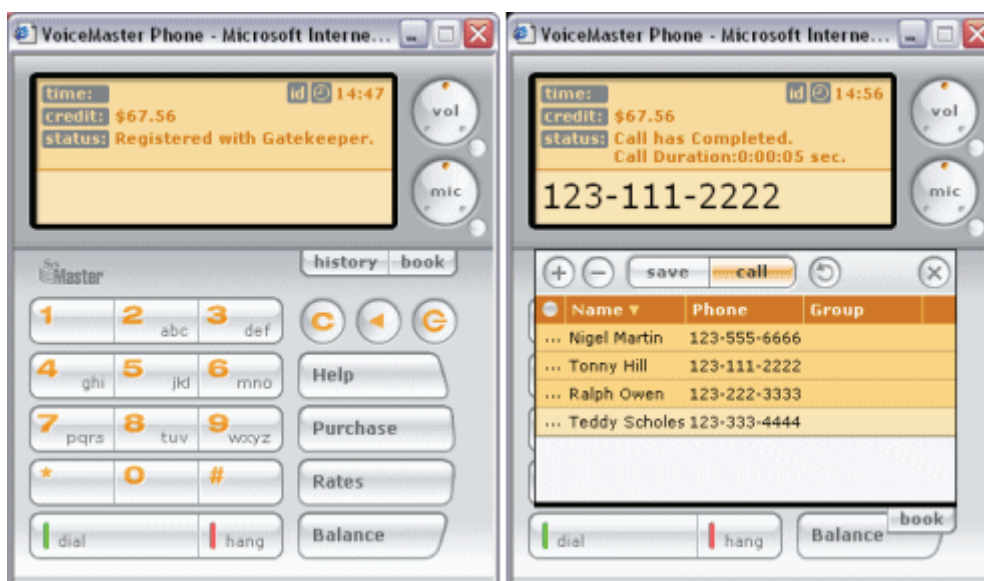 VoiceMaster Phone - Microsoft Interne...
time: id 14:47
credit: $67.56
status: Registered with Gatekeeper.
vol
mic
Master
history book
1 2 abc 3 def
C C
4 ghi 5 jkl 6 mno
Help
7 pqrs 8 tuv 9 wxyz
Purchase
* 0 #
Rates
dial hang
Balance
VoiceMaster Phone - Microsoft Interne...
time: id 14:56
credit: $67.56
status: Call has Completed.
Call Duration:0:00:05 sec.
123-111-2222
vol
mic
+ - save call
Name Phone Group
... Nigel Martin 123-555-6666
... Tonny Hill 123-111-2222
... Ralph Owen 123-222-3333
... Teddy Scholes 123-333-4444
book
dial hang
Balance